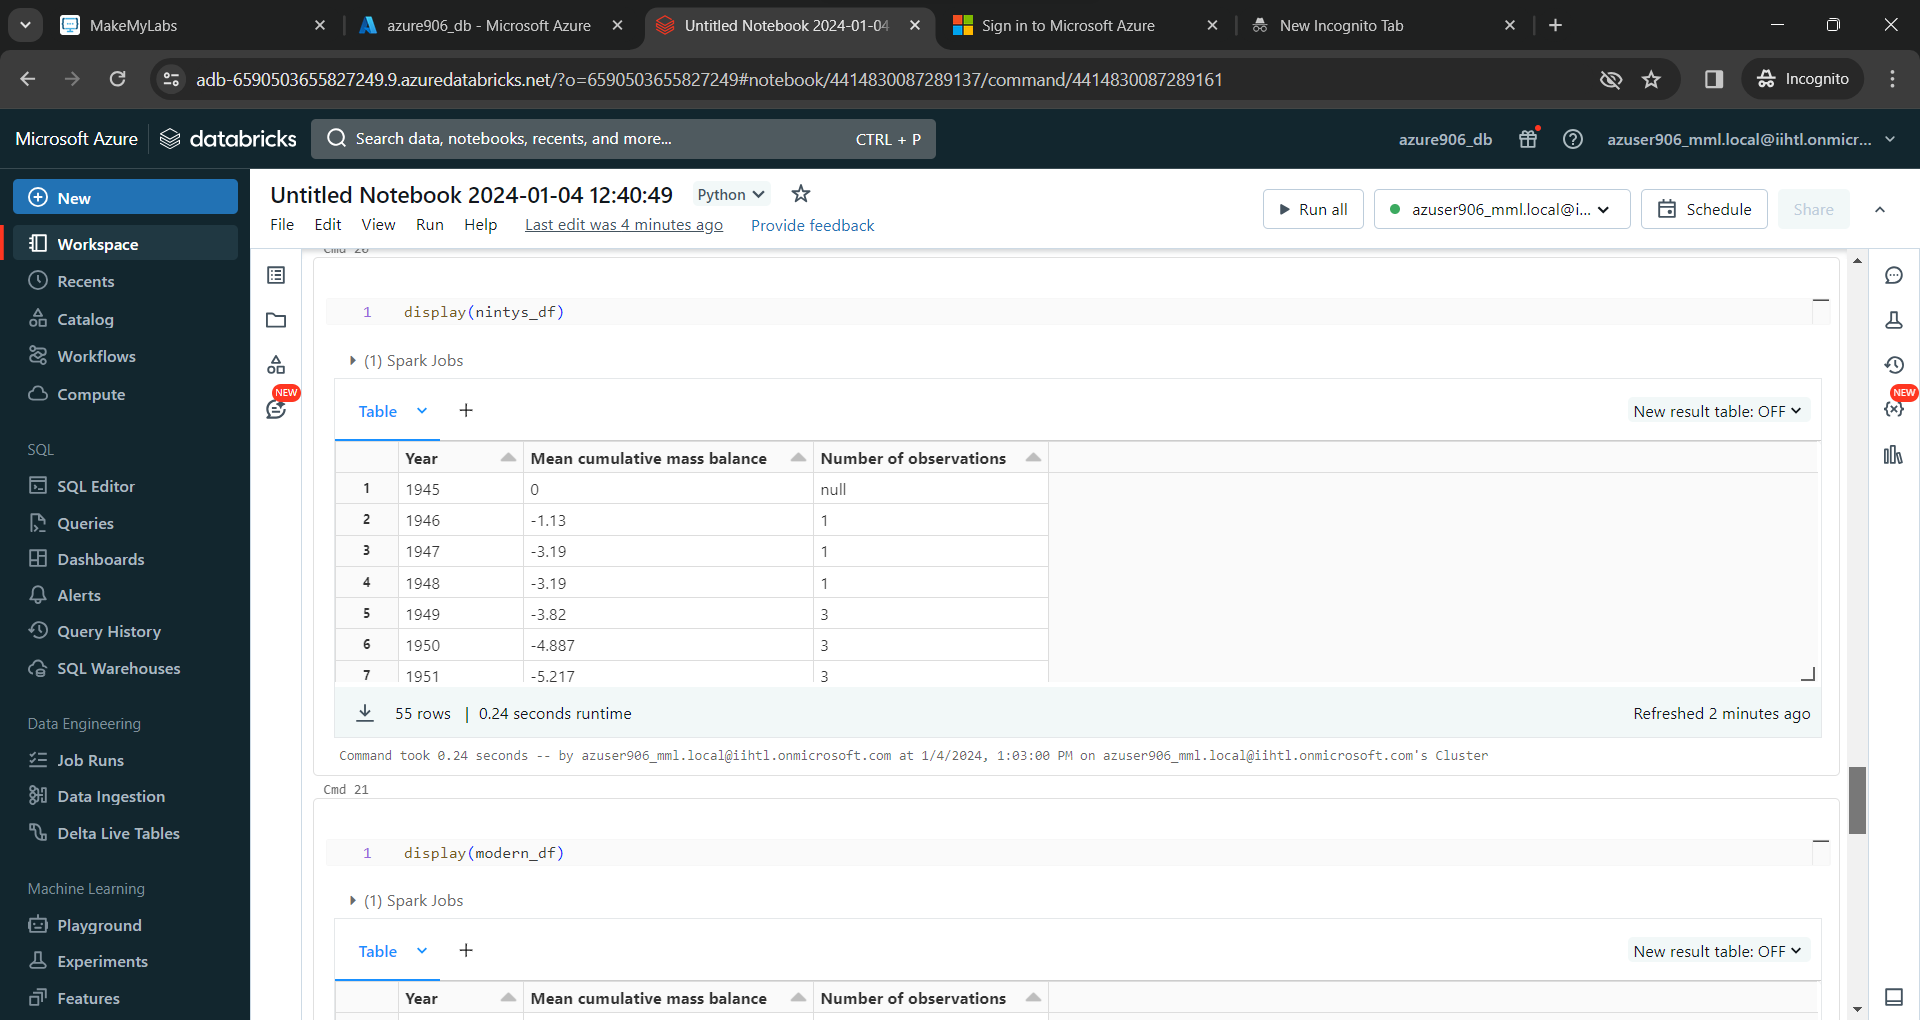 MakeMyLabs
azure906_db - Microsoft Azure
Untitled Notebook 2024-01-04
Sign in to Microsoft Azure
New Incognito Tab
adb-6590503655827249.9.azuredatabricks.net/?o=6590503655827249#notebook/4414830087289137/command/4414830087289161
Incognito
Microsoft Azure
databricks
Search data, notebooks, recents, and more...
CTRL + P
azure906_db
azuser906_mml.local@iihtl.onmicr...
New
Workspace
Recents
Catalog
Workflows
Compute
SQL
SQL Editor
Queries
Dashboards
Alerts
Query History
SQL Warehouses
Data Engineering
Job Runs
Data Ingestion
Delta Live Tables
Machine Learning
Playground
Experiments
Features
Untitled Notebook 2024-01-04 12:40:49
Python
File Edit View Run Help Last edit was 4 minutes ago Provide feedback
Run all
azuser906_mml.local@i...
Schedule
Share
NEW
NEW
Cmd 20
1 display(nintys_df)
(1) Spark Jobs
Table +
New result table: OFF
Year Mean cumulative mass balance Number of observations
1 1945 0 null
2 1946 -1.13 1
3 1947 -3.19 1
4 1948 -3.19 1
5 1949 -3.82 3
6 1950 -4.887 3
7 1951 -5.217 3
55 rows | 0.24 seconds runtime
Refreshed 2 minutes ago
Command took 0.24 seconds -- by azuser906_mml.local@iihtl.onmicrosoft.com at 1/4/2024, 1:03:00 PM on azuser906_mml.local@iihtl.onmicrosoft.com's Cluster
Cmd 21
1 display(modern_df)
(1) Spark Jobs
Table +
New result table: OFF
Year Mean cumulative mass balance Number of observations